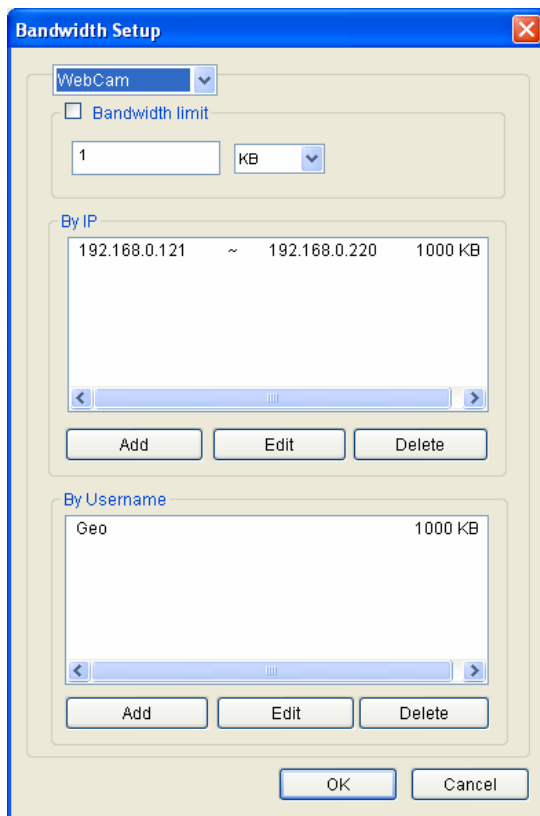 Bandwidth Setup
WebCam
Bandwidth limit
1 KB
By IP
192.168.0.121 ~ 192.168.0.220 1000 KB
Add Edit Delete
By Username
Geo 1000 KB
Add Edit Delete
OK Cancel